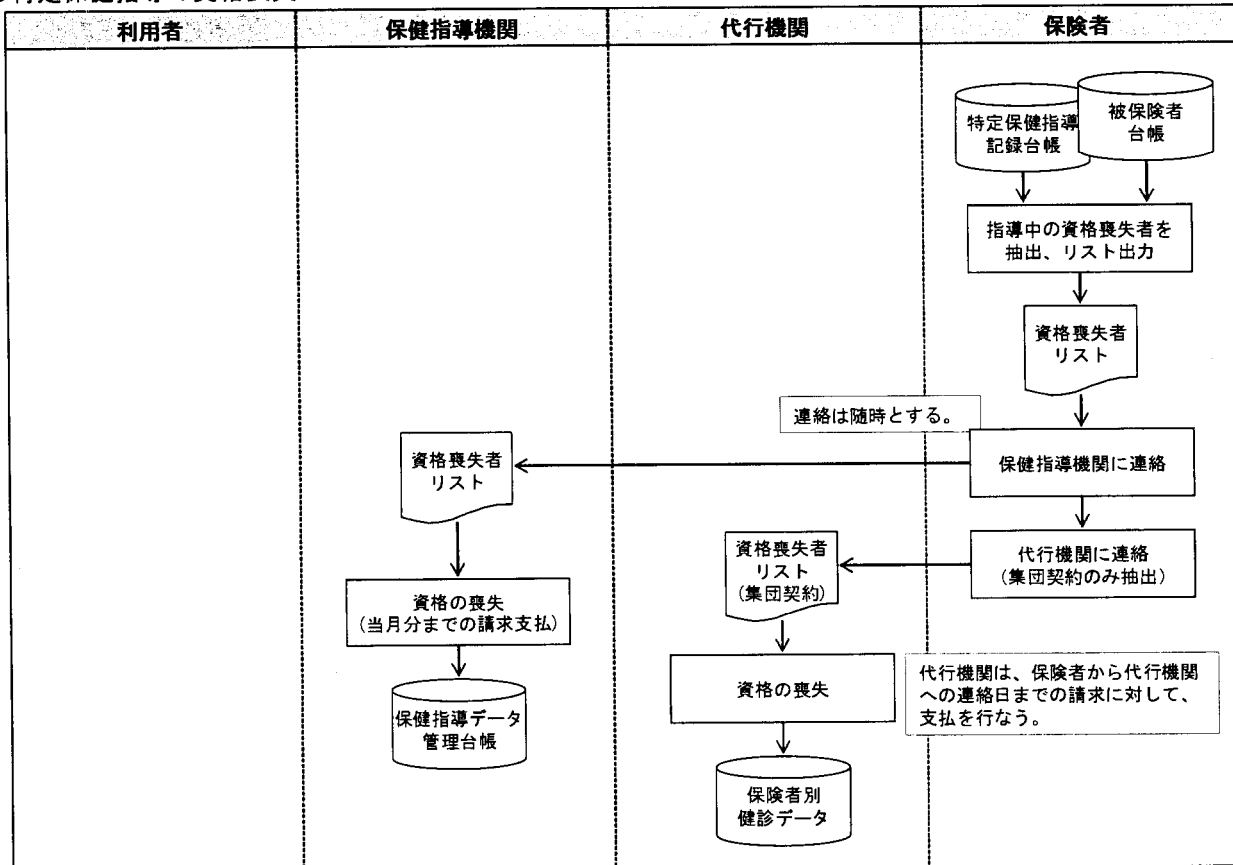 利用者
保健指導機関
代行機関
保険者
特定保健指導
記録台帳
被保険者
台帳
指導中の資格喪失者を
抽出、リスト出力
資格喪失者
リスト
連絡は随時とする。
保健指導機関に連絡
資格喪失者
リスト
代行機関に連絡
(集団契約のみ抽出)
資格喪失者
リスト
(集団契約)
資格の喪失
(当月分までの請求支払)
資格の喪失
代行機関は、保険者から代行機関
への連絡日までの請求に対して、
支払を行なう。
保健指導データ
管理台帳
保険者別
健診データ